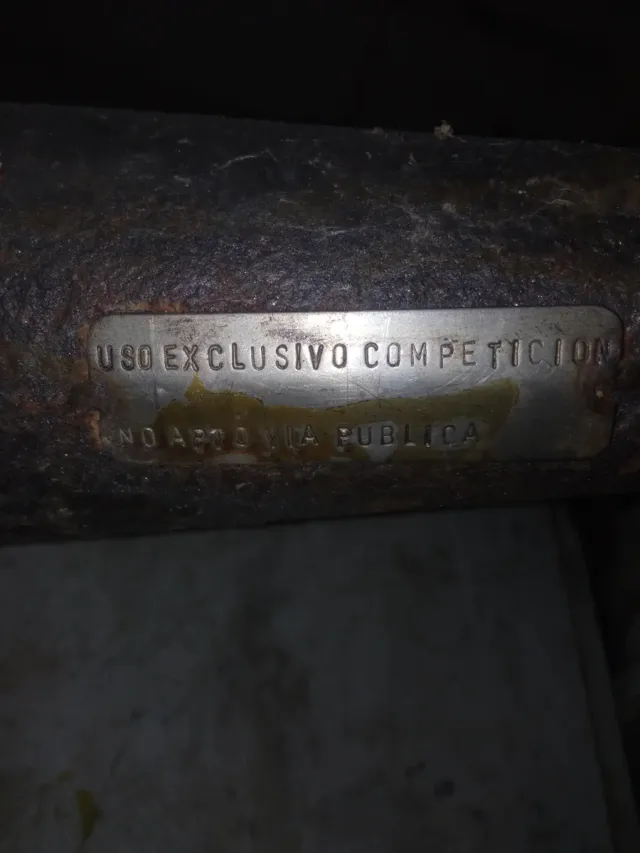 USO EXCLUSIVO COMPETICION
NO APTO VIA PUBLICA